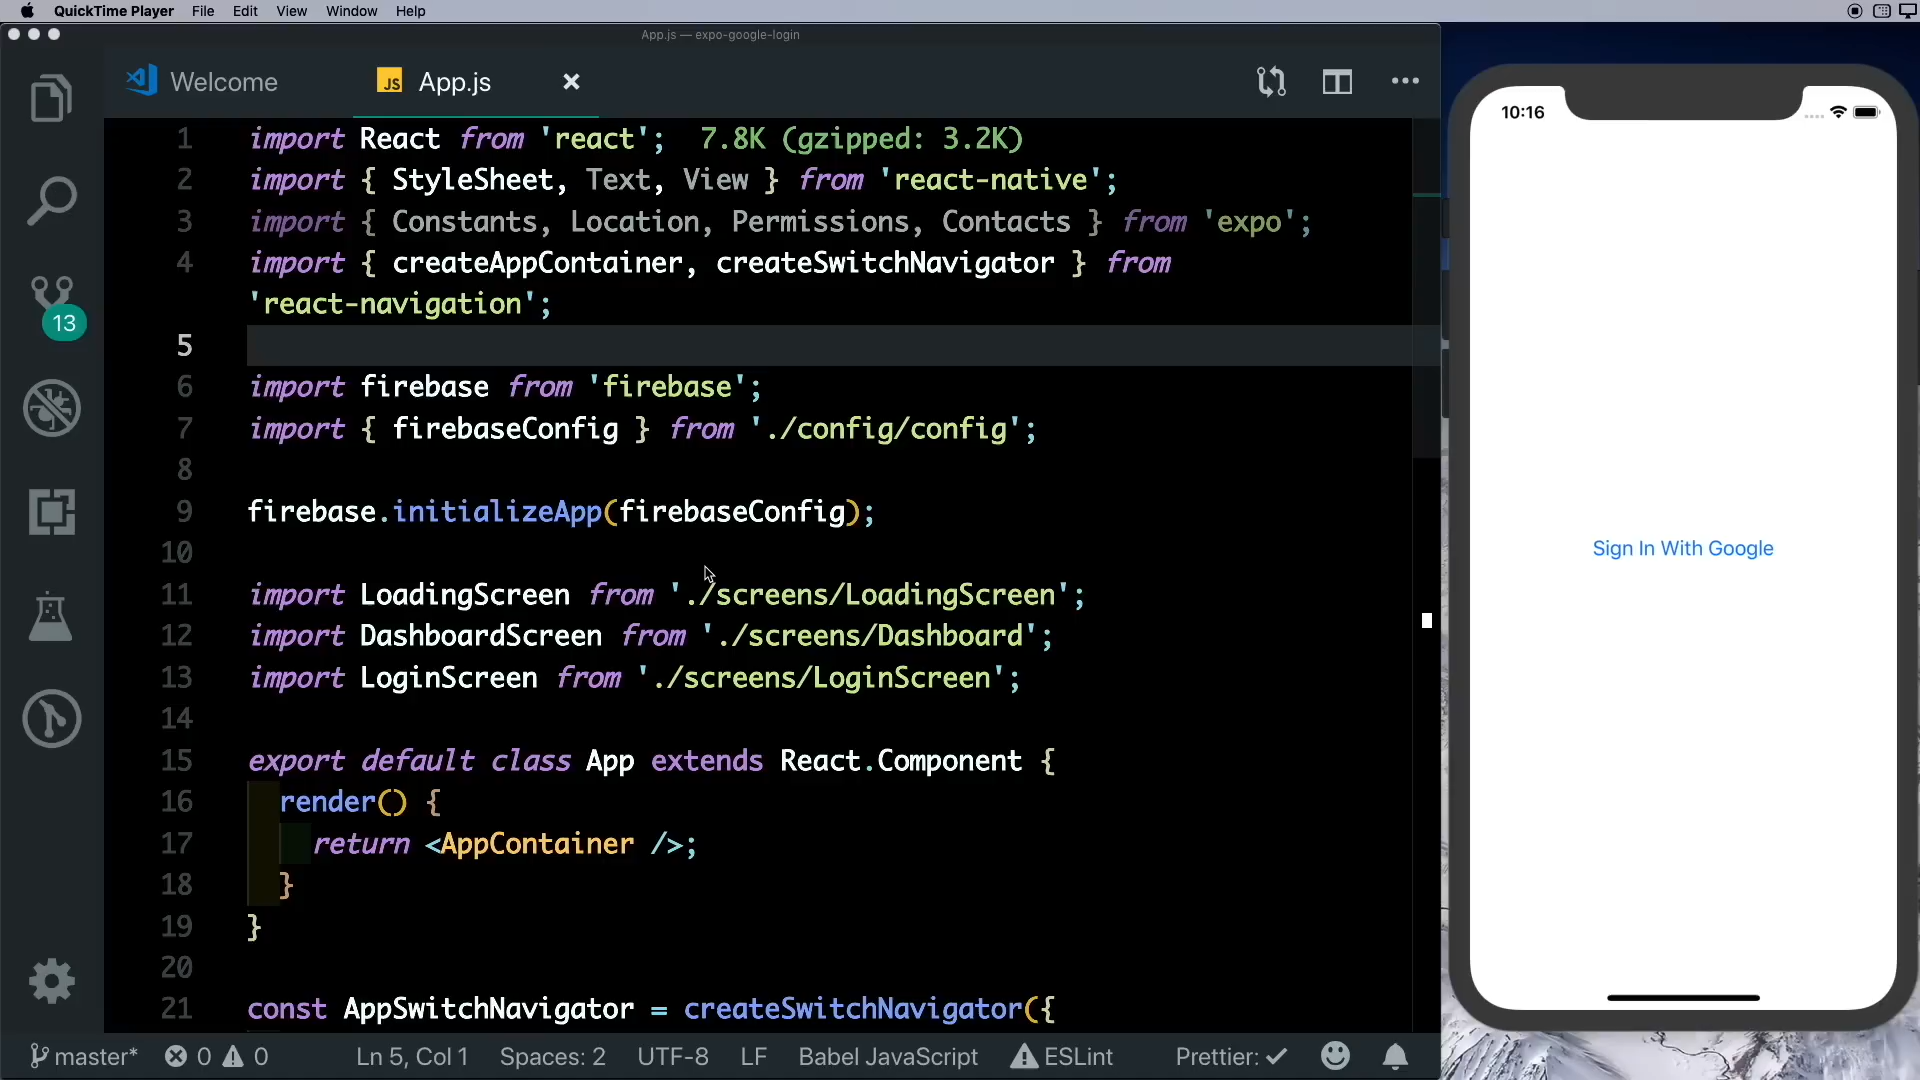 QuickTime Player File Edit View Window Help
App.js — expo-google-login
Welcome
JS App.js
1 import React from 'react'; 7.8K (gzipped: 3.2K)
2 import { StyleSheet, Text, View } from 'react-native';
3 import { Constants, Location, Permissions, Contacts } from 'expo';
4 import { createAppContainer, createSwitchNavigator } from
'react-navigation';
5
6 import firebase from 'firebase';
7 import { firebaseConfig } from './config/config';
8
9 firebase.initializeApp(firebaseConfig);
10
11 import LoadingScreen from './screens/LoadingScreen';
12 import DashboardScreen from './screens/Dashboard';
13 import LoginScreen from './screens/LoginScreen';
14
15 export default class App extends React.Component {
16 render() {
17 return <AppContainer />;
18 }
19 }
20
21 const AppSwitchNavigator = createSwitchNavigator({
13
master* 0 0 Ln 5, Col 1 Spaces: 2 UTF-8 LF Babel JavaScript ESLint Prettier: ✓
10:16
Sign In With Google